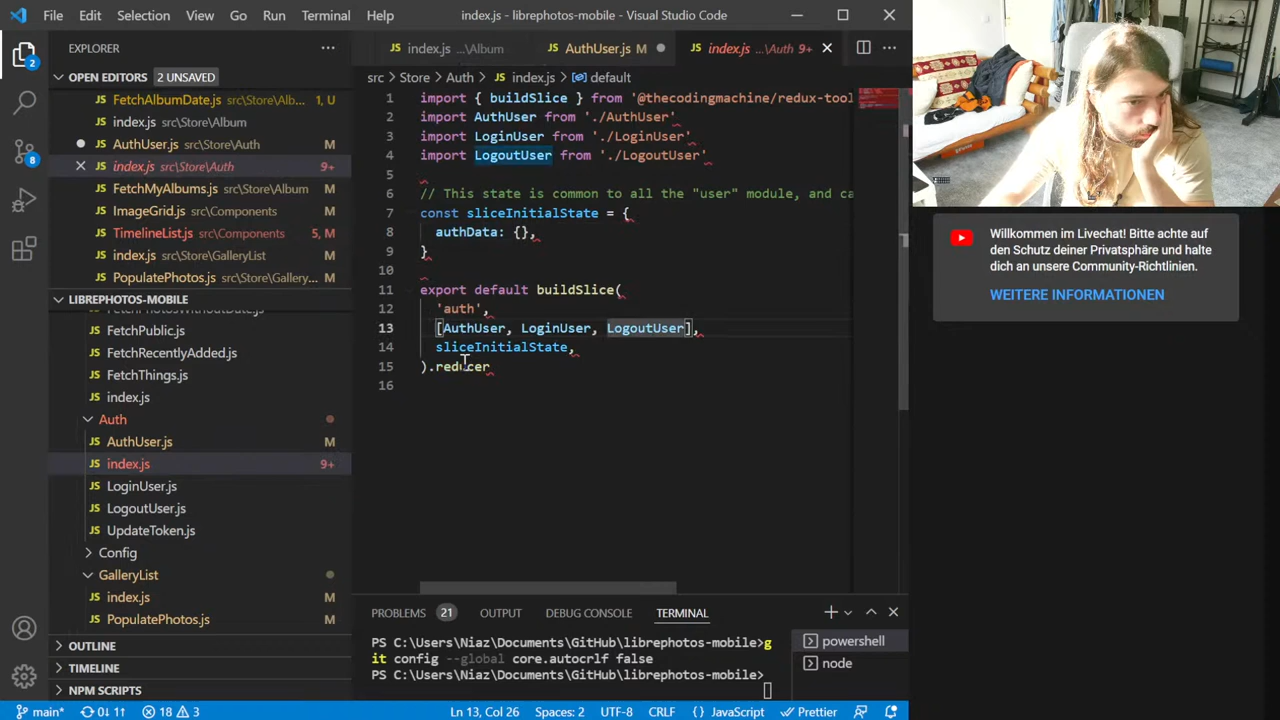 File Edit Selection View Go Run Terminal Help index.js - librephotos-mobile - Visual Studio Code
EXPLORER
OPEN EDITORS 2 UNSAVED
FetchAlbumDate.js src\Store\Alb... 1, U
index.js src\Store\Album
AuthUser.js src\Store\Auth M
index.js src\Store\Auth 9+
FetchMyAlbums.js src\Store\Album M
ImageGrid.js src\Components M
TimelineList.js src\Components 5, M
index.js src\Store\GalleryList M
PopulatePhotos.js src\Store\Gallery... M
LIBREPHOTOS-MOBILE
FetchPhotosWithoutDate.js
FetchPublic.js
FetchRecentlyAdded.js
FetchThings.js
index.js
Auth
AuthUser.js M
index.js 9+
LoginUser.js
LogoutUser.js
UpdateToken.js
Config
GalleryList
index.js M
PopulatePhotos.js M
OUTLINE
TIMELINE
NPM SCRIPTS
2
8
index.js ...\Album AuthUser.js M index.js ...\Auth 9+
src > Store > Auth > index.js > default
1 import { buildSlice } from '@thecodingmachine/redux-tool
2 import AuthUser from './AuthUser'
3 import LoginUser from './LoginUser'
4 import LogoutUser from './LogoutUser'
5
6 // This state is common to all the "user" module, and ca
7 const sliceInitialState = {
8 authData: {},
9 }
10
11 export default buildSlice(
12 'auth',
13 [AuthUser, LoginUser, LogoutUser],
14 sliceInitialState,
15 ).reducer
16
PROBLEMS 21 OUTPUT DEBUG CONSOLE TERMINAL
PS C:\Users\Niaz\Documents\GitHub\librephotos-mobile>g
it config --global core.autocrlf false
PS C:\Users\Niaz\Documents\GitHub\librephotos-mobile>
powershell
node
main* 0↓ 1↑ 18 3 Ln 13, Col 26 Spaces: 2 UTF-8 CRLF JavaScript Prettier
Willkommen im Livechat! Bitte achte auf
den Schutz deiner Privatsphäre und halte
dich an unsere Community-Richtlinien.
WEITERE INFORMATIONEN